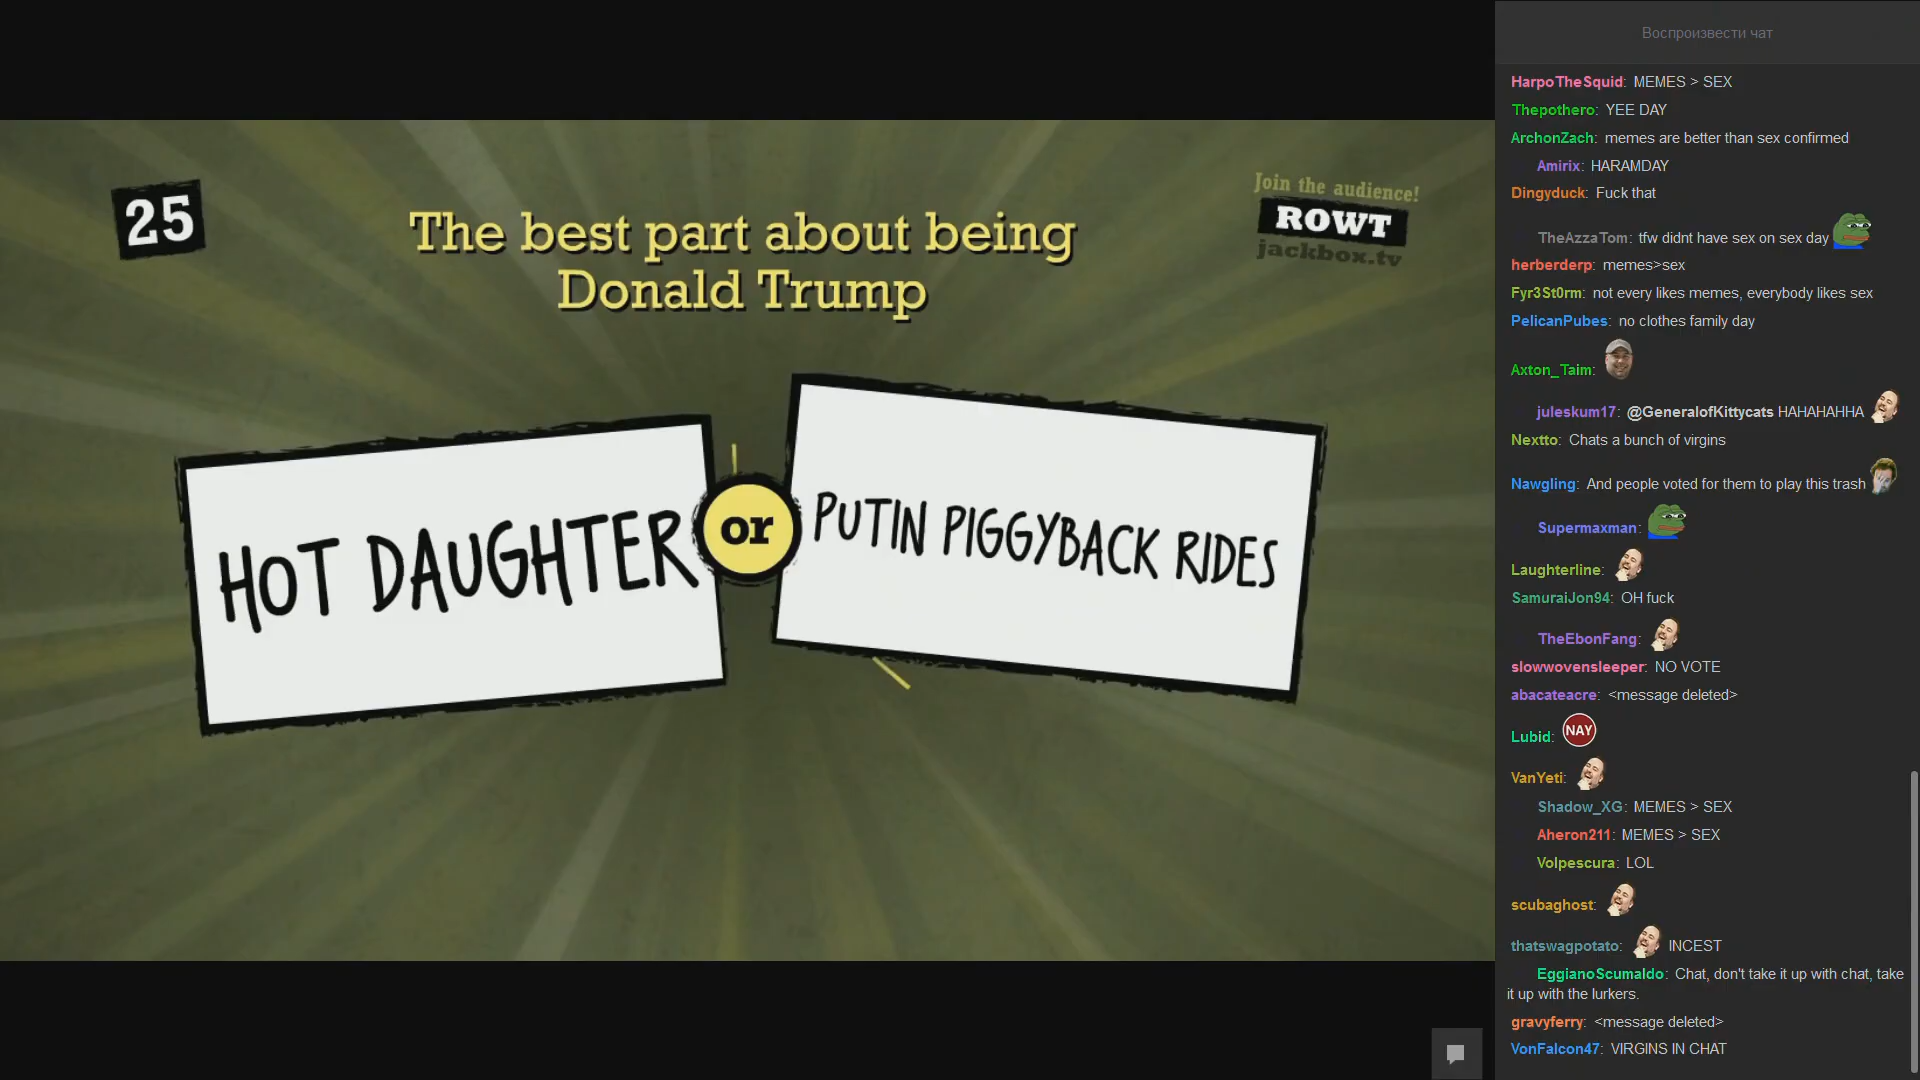 25
The best part about being
Donald Trump
Join the audience!
ROWT
jackbox.tv
HOT DAUGHTER
or
PUTIN PIGGYBACK RIDES
Воспроизвести чат
HarpoTheSquid: MEMES > SEX
Thepothero: YEE DAY
ArchonZach: memes are better than sex confirmed
Amirix: HARAMDAY
Dingyduck: Fuck that
TheAzzaTom: tfw didnt have sex on sex day
herberderp: memes>sex
Fyr3St0rm: not every likes memes, everybody likes sex
PelicanPubes: no clothes family day
Axton_Taim:
juleskum17: @GeneralofKittycats HAHAHAHHA
Nextto: Chats a bunch of virgins
Nawgling: And people voted for them to play this trash
Supermaxman:
Laughterline:
SamuraiJon94: OH fuck
TheEbonFang:
slowwovensleeper: NO VOTE
abacateacre: <message deleted>
Lubid: NAY
VanYeti:
Shadow_XG: MEMES > SEX
Aheron211: MEMES > SEX
Volpescura: LOL
scubaghost:
thatswagpotato: INCEST
EggianoScumaldo: Chat, don't take it up with chat, take
it up with the lurkers.
gravyferry: <message deleted>
VonFalcon47: VIRGINS IN CHAT